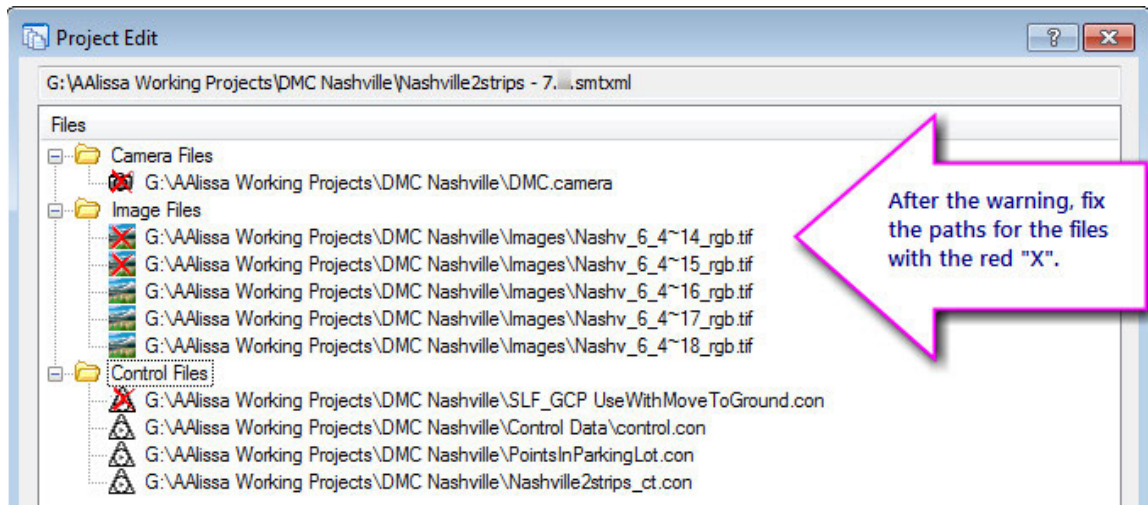 Project Edit
G:\AAlissa Working Projects\DMC Nashville\Nashville2strips - 7. .smtxml
Files
Camera Files
G:\AAlissa Working Projects\DMC Nashville\DMC.camera
Image Files
G:\AAlissa Working Projects\DMC Nashville\Images\Nashv_6_4~14_rgb.tif
G:\AAlissa Working Projects\DMC Nashville\Images\Nashv_6_4~15_rgb.tif
G:\AAlissa Working Projects\DMC Nashville\Images\Nashv_6_4~16_rgb.tif
G:\AAlissa Working Projects\DMC Nashville\Images\Nashv_6_4~17_rgb.tif
G:\AAlissa Working Projects\DMC Nashville\Images\Nashv_6_4~18_rgb.tif
Control Files
G:\AAlissa Working Projects\DMC Nashville\SLF_GCP UseWithMoveToGround.con
G:\AAlissa Working Projects\DMC Nashville\Control Data\control.con
G:\AAlissa Working Projects\DMC Nashville\PointsInParkingLot.con
G:\AAlissa Working Projects\DMC Nashville\Nashville2strips_ct.con
After the warning, fix
the paths for the files
with the red "X".